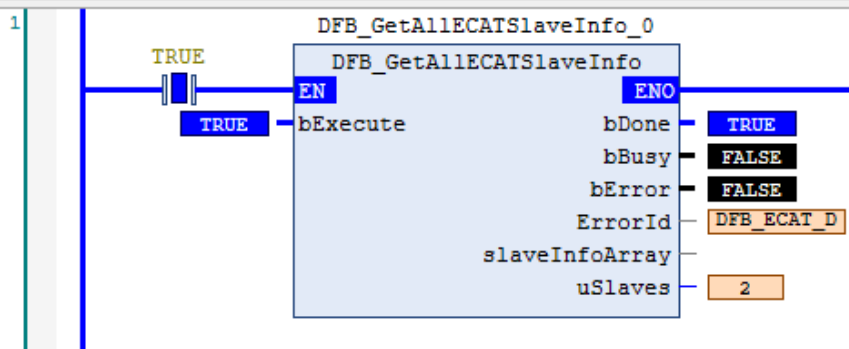 1
DFB_GetAllECATSlaveInfo_0
TRUE
DFB_GetAllECATSlaveInfo
EN ENO
TRUE bExecute bDone TRUE
bBusy FALSE
bError FALSE
ErrorId DFB_ECAT_D
slaveInfoArray
uSlaves 2